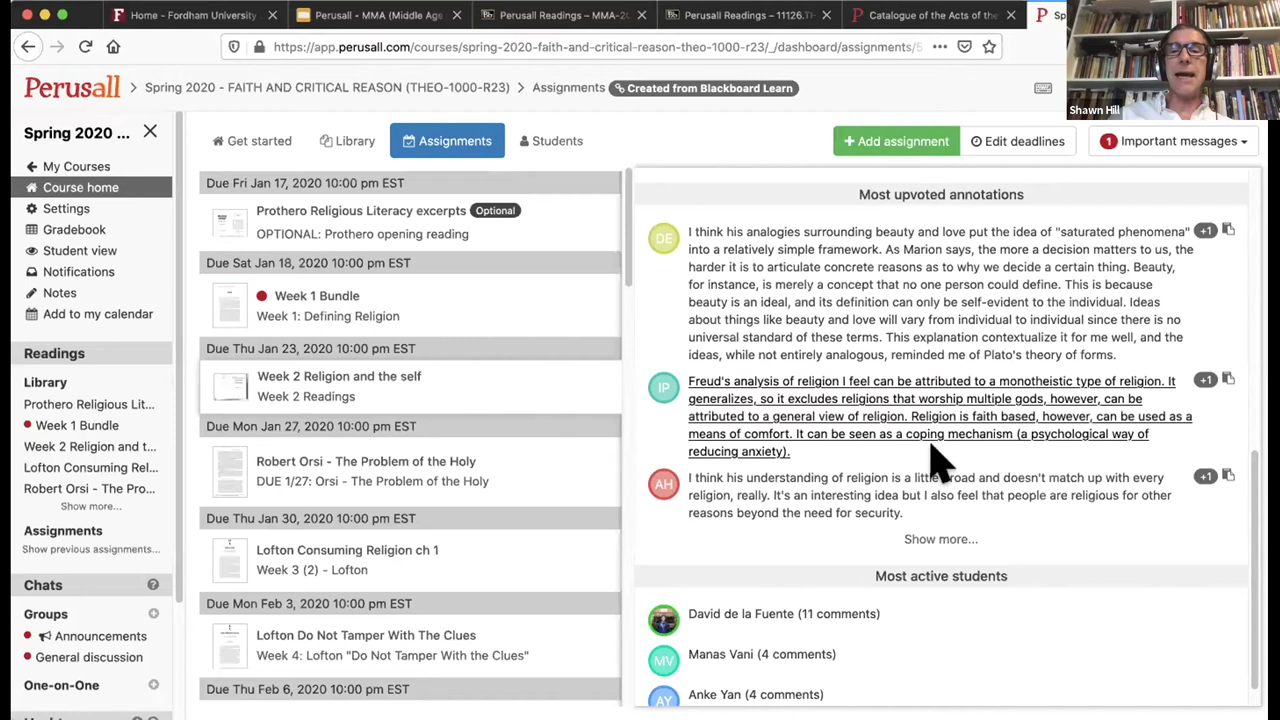 Home - Fordham University
Perusall - MMA (Middle Age
Perusall Readings – MMA-2
Perusall Readings – 11126.TH
Catalogue of the Acts of the
Sp
https://app.perusall.com/courses/spring-2020-faith-and-critical-reason-theo-1000-r23/_/dashboard/assignments/5
Perusall
Spring 2020 - FAITH AND CRITICAL REASON (THEO-1000-R23)
Assignments
Created from Blackboard Learn
Shawn Hill
Spring 2020 ...
My Courses
Course home
Settings
Gradebook
Student view
Notifications
Notes
Add to my calendar
Readings
Library
Prothero Religious Lit...
Week 1 Bundle
Week 2 Religion and ...
Lofton Consuming Rel...
Robert Orsi - The Pro...
Show more...
Assignments
Show previous assignments...
Chats
Groups
Announcements
General discussion
One-on-One
Get started
Library
Assignments
Students
+ Add assignment
Edit deadlines
1 Important messages
Due Fri Jan 17, 2020 10:00 pm EST
Prothero Religious Literacy excerpts Optional
OPTIONAL: Prothero opening reading
Due Sat Jan 18, 2020 10:00 pm EST
Week 1 Bundle
Week 1: Defining Religion
Due Thu Jan 23, 2020 10:00 pm EST
Week 2 Religion and the self
Week 2 Readings
Due Mon Jan 27, 2020 10:00 pm EST
Robert Orsi - The Problem of the Holy
DUE 1/27: Orsi - The Problem of the Holy
Due Thu Jan 30, 2020 10:00 pm EST
Lofton Consuming Religion ch 1
Week 3 (2) - Lofton
Due Mon Feb 3, 2020 10:00 pm EST
Lofton Do Not Tamper With The Clues
Week 4: Lofton "Do Not Tamper With the Clues"
Due Thu Feb 6, 2020 10:00 pm EST
Most upvoted annotations
DE
I think his analogies surrounding beauty and love put the idea of "saturated phenomena"
+1
into a relatively simple framework. As Marion says, the more a decision matters to us, the
harder it is to articulate concrete reasons as to why we decide a certain thing. Beauty,
for instance, is merely a concept that no one person could define. This is because
beauty is an ideal, and its definition can only be self-evident to the individual. Ideas
about things like beauty and love will vary from individual to individual since there is no
universal standard of these terms. This explanation contextualize it for me well, and the
ideas, while not entirely analogous, reminded me of Plato's theory of forms.
IP
Freud's analysis of religion I feel can be attributed to a monotheistic type of religion. It
+1
generalizes, so it excludes religions that worship multiple gods, however, can be
attributed to a general view of religion. Religion is faith based, however, can be used as a
means of comfort. It can be seen as a coping mechanism (a psychological way of
reducing anxiety).
AH
I think his understanding of religion is a little broad and doesn't match up with every
+1
religion, really. It's an interesting idea but I also feel that people are religious for other
reasons beyond the need for security.
Show more...
Most active students
David de la Fuente (11 comments)
MV
Manas Vani (4 comments)
AY
Anke Yan (4 comments)